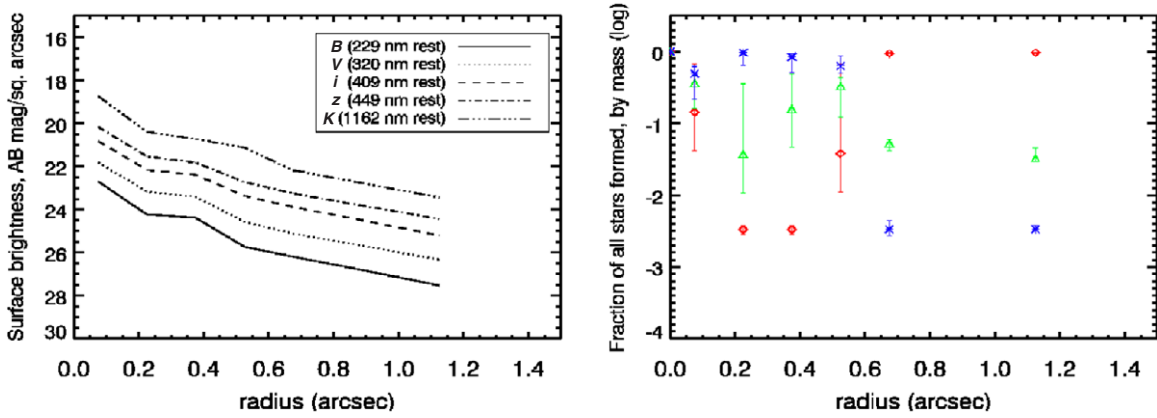 Surface brightness, AB mag/sq. arcsec
16
18
20
22
24
26
28
30
B (229 nm rest)
V (320 nm rest)
i (409 nm rest)
z (449 nm rest)
K (1162 nm rest)
0.0 0.2 0.4 0.6 0.8 1.0 1.2 1.4
radius (arcsec)
Fraction of all stars formed, by mass (log)
0
-1
-2
-3
-4
0.0 0.2 0.4 0.6 0.8 1.0 1.2 1.4
radius (arcsec)